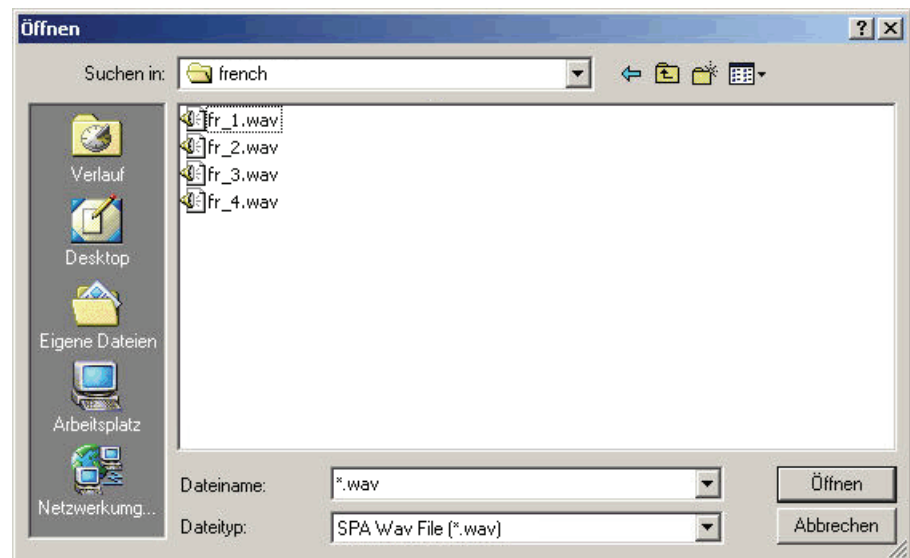 Öffnen
Suchen in: french
fr_1.wav
fr_2.wav
fr_3.wav
fr_4.wav
Verlauf
Desktop
Eigene Dateien
Arbeitsplatz
Netzwerkumg...
Dateiname: *.wav Öffnen
Dateityp: SPA Wav File (*.wav) Abbrechen